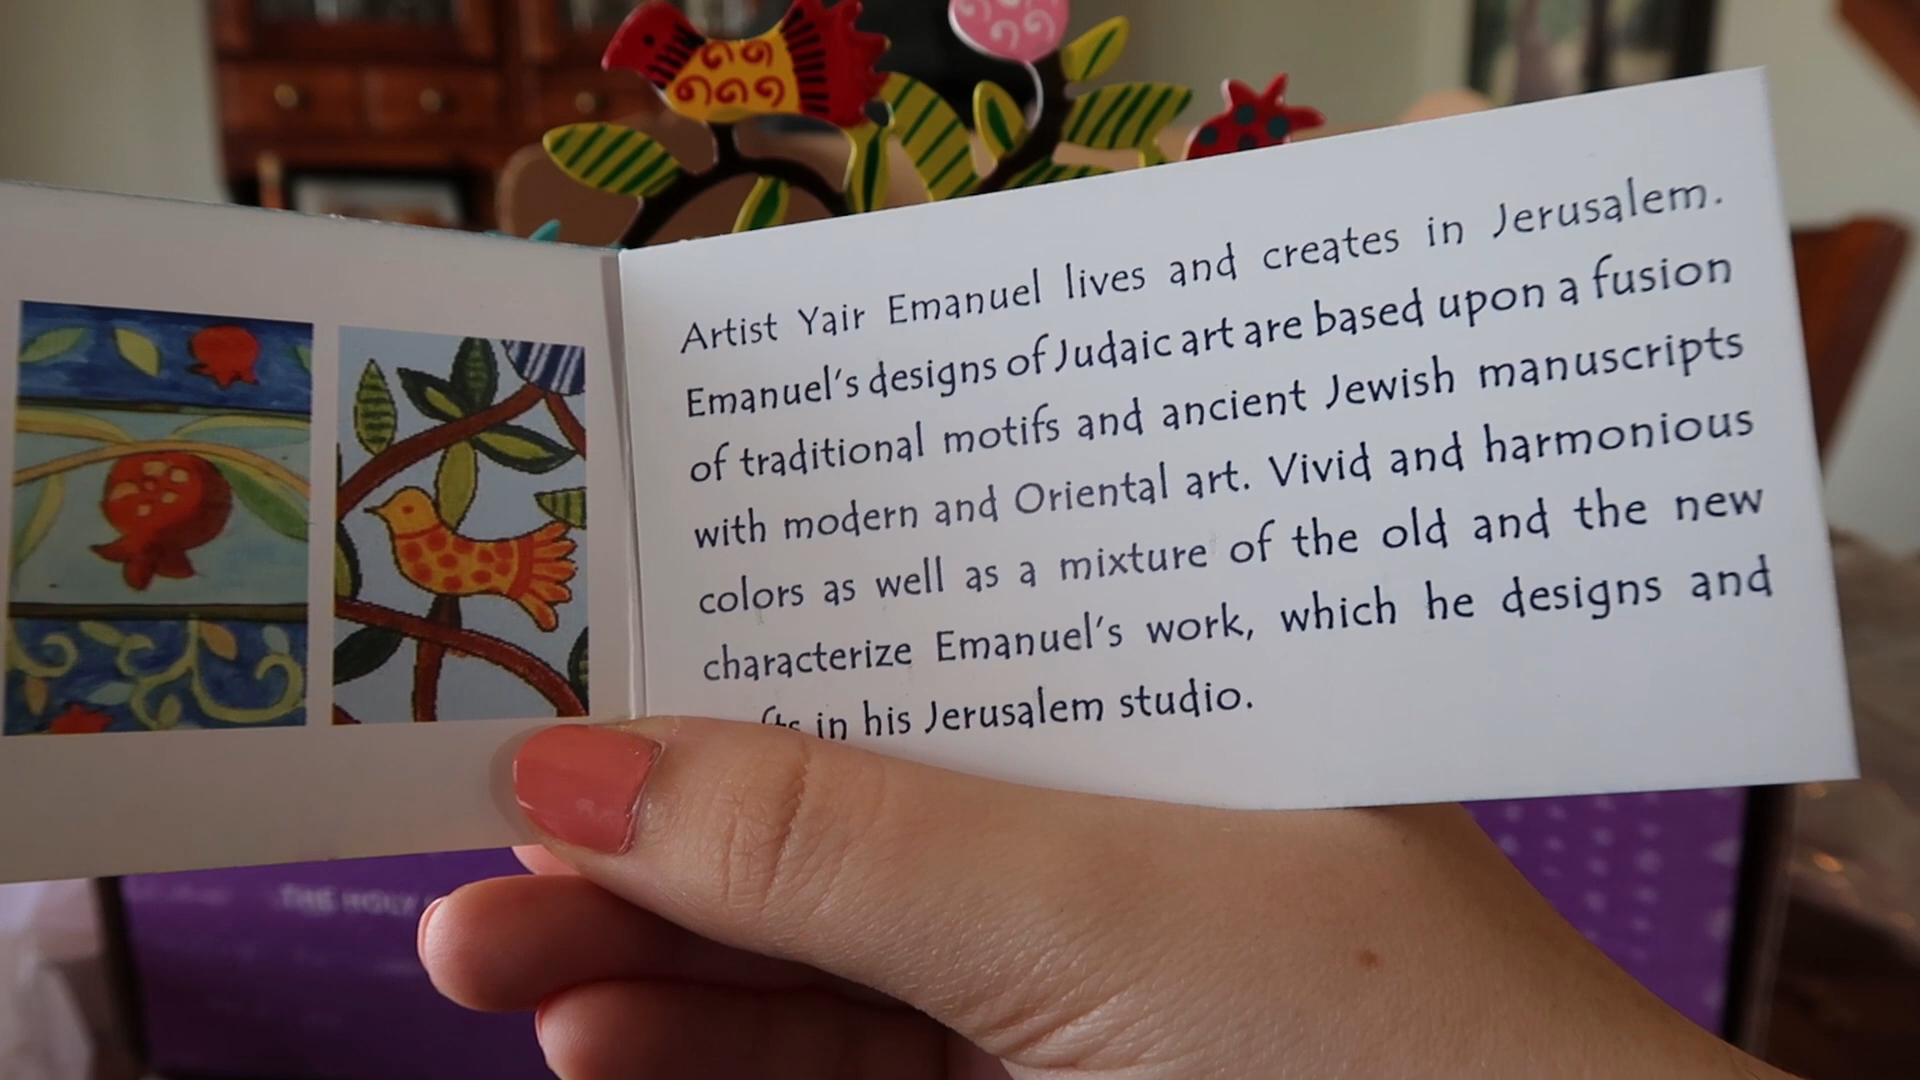 Artist Yair Emanuel lives and creates in Jerusalem.
Emanuel's designs of Judaic art are based upon a fusion
of traditional motifs and ancient Jewish manuscripts
with modern and Oriental art. Vivid and harmonious
colors as well as a mixture of the old and the new
characterize Emanuel's work, which he designs and
in his Jerusalem studio.
THE HOLY